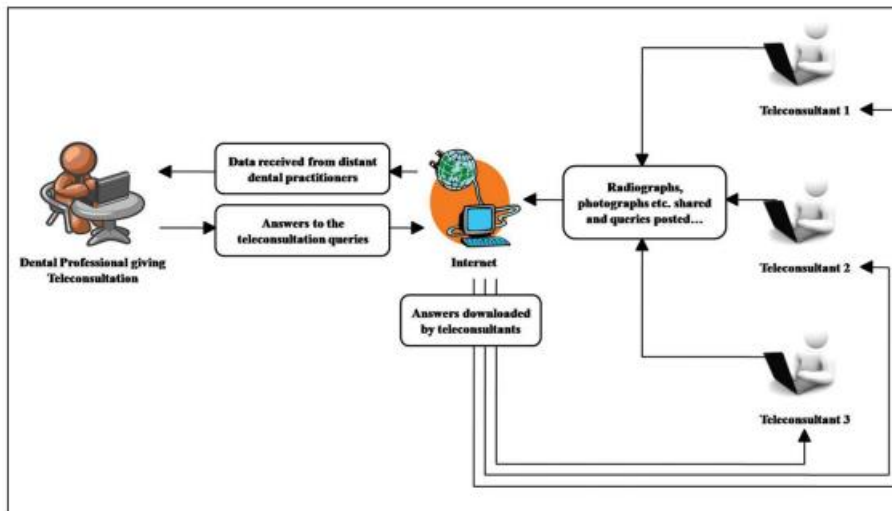 Teleconsultant 1
Data received from distant
dental practitioners
Radiographs,
photographs etc. shared
and queries posted...
Answers to the
teleconsultation queries
Dental Professional giving
Teleconsultation
Internet
Teleconsultant 2
Answers downloaded
by teleconsultants
Teleconsultant 3